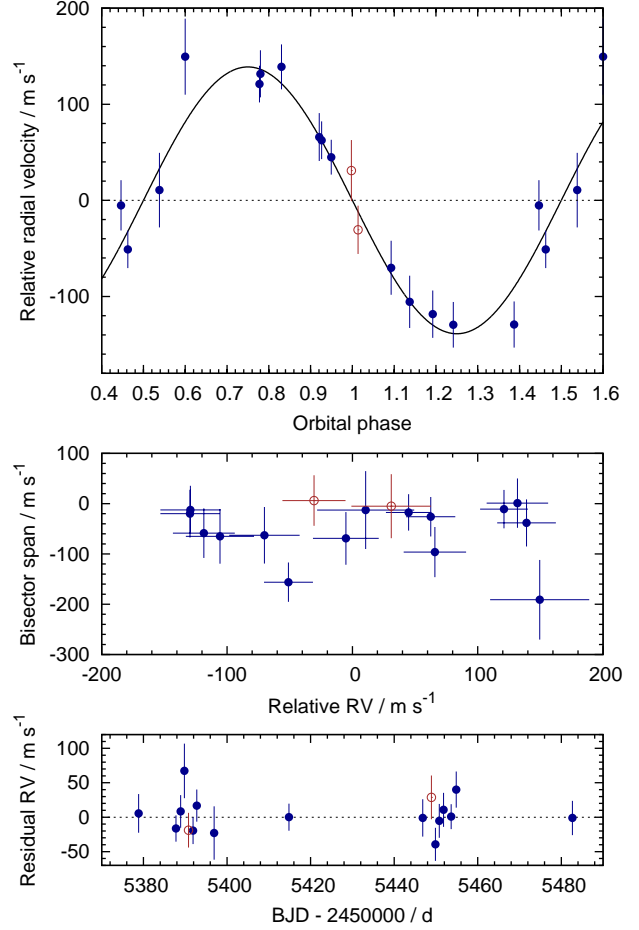 200
100
0
-100
Relative radial velocity / m s⁻¹
0.4 0.5 0.6 0.7 0.8 0.9 1 1.1 1.2 1.3 1.4 1.5 1.6
Orbital phase
100
0
-100
-200
-300
Bisector span / m s⁻¹
-200 -100 0 100 200
Relative RV / m s⁻¹
100
50
0
-50
Residual RV / m s⁻¹
5380 5400 5420 5440 5460 5480
BJD - 2450000 / d